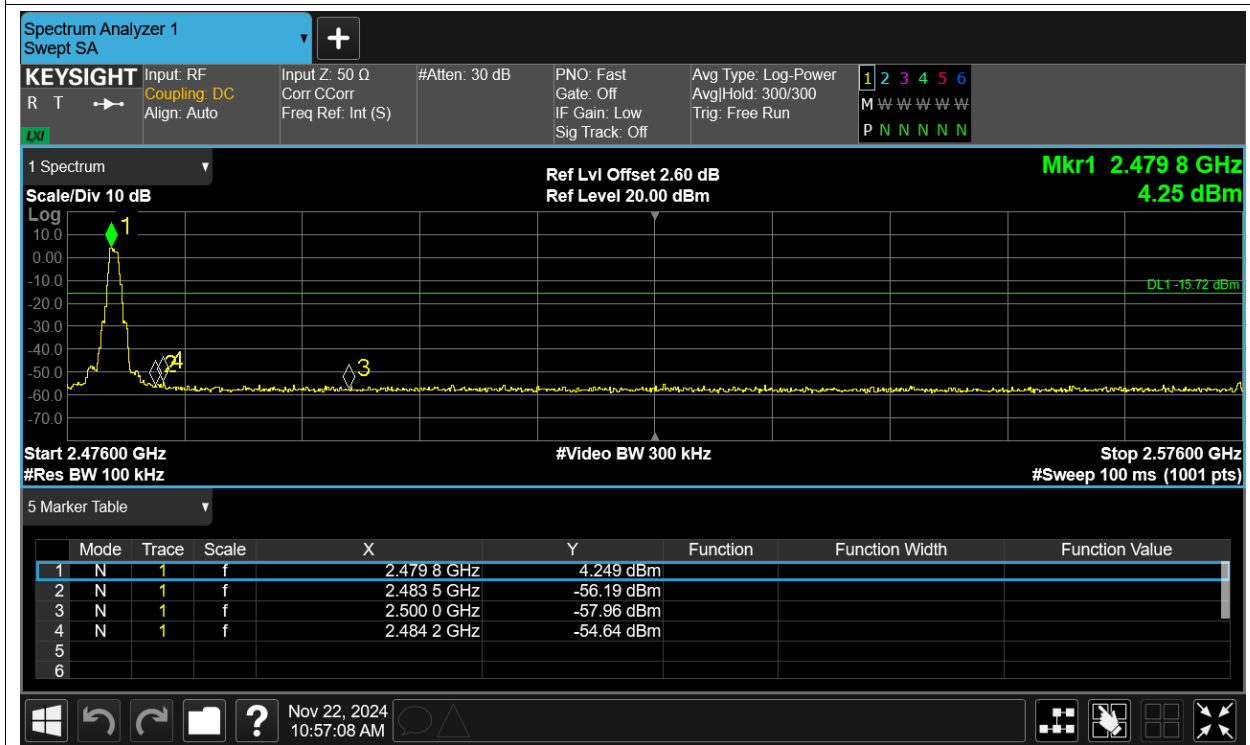 Spectrum Analyzer 1
Swept SA
KEYSIGHT
R T
LXI
Input: RF
Coupling: DC
Align: Auto
Input Z: 50 Ω
Corr CCorr
Freq Ref: Int (S)
#Atten: 30 dB
PNO: Fast
Gate: Off
IF Gain: Low
Sig Track: Off
Avg Type: Log-Power
Avg|Hold: 300/300
Trig: Free Run
1 2 3 4 5 6
M W W W W W
P N N N N N
1 Spectrum
Scale/Div 10 dB
Ref Lvl Offset 2.60 dB
Ref Level 20.00 dBm
Mkr1 2.479 8 GHz
4.25 dBm
Log
10.0
0.00
-10.0
-20.0
-30.0
-40.0
-50.0
-60.0
-70.0
1
2
4
3
DL1 -15.72 dBm
Start 2.47600 GHz
#Res BW 100 kHz
#Video BW 300 kHz
Stop 2.57600 GHz
#Sweep 100 ms (1001 pts)
5 Marker Table
Mode Trace Scale X Y Function Function Width Function Value
1 N 1 f 2.479 8 GHz 4.249 dBm
2 N 1 f 2.483 5 GHz -56.19 dBm
3 N 1 f 2.500 0 GHz -57.96 dBm
4 N 1 f 2.484 2 GHz -54.64 dBm
5
6
?
Nov 22, 2024
10:57:08 AM